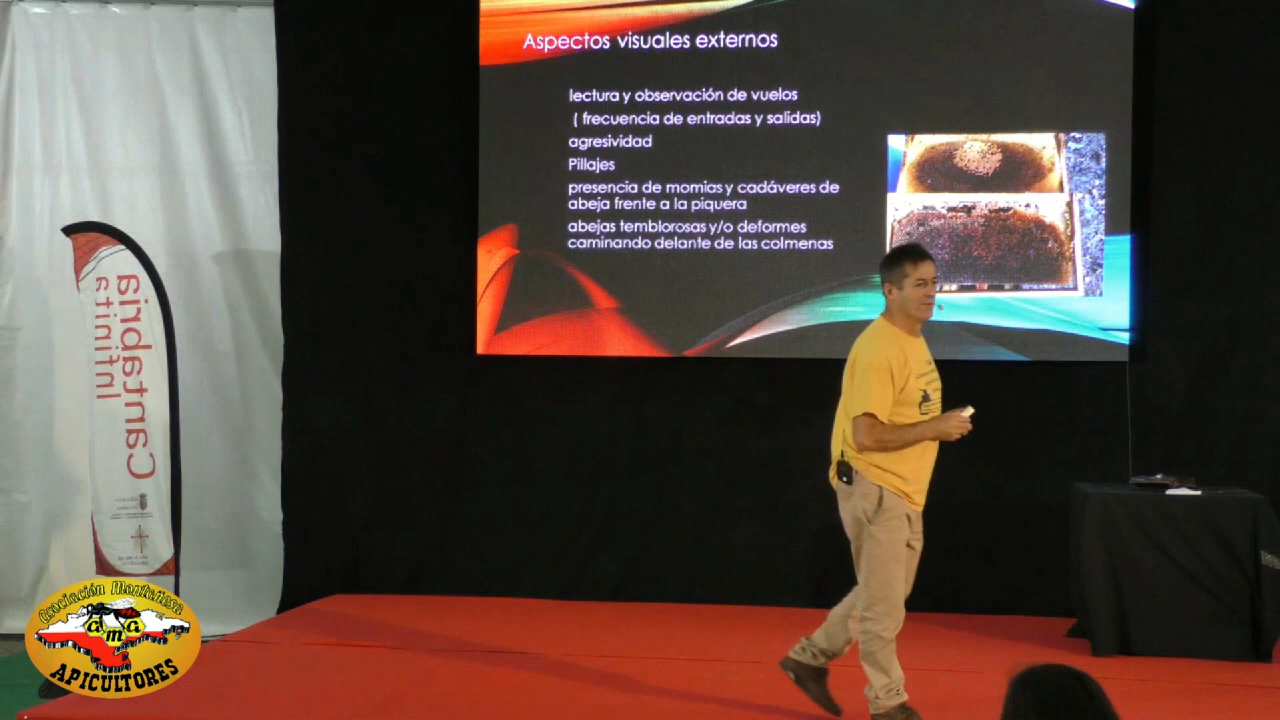 Aspectos visuales externos
lectura y observación de vuelos
( frecuencia de entradas y salidas)
agresividad
Pillajes
presencia de momias y cadáveres de
abeja frente a la piquera
abejas temblorosas y/o deformes
caminando delante de las colmenas
Cantabria
Infinita
Asociación Montañesa
ama
APICULTORES